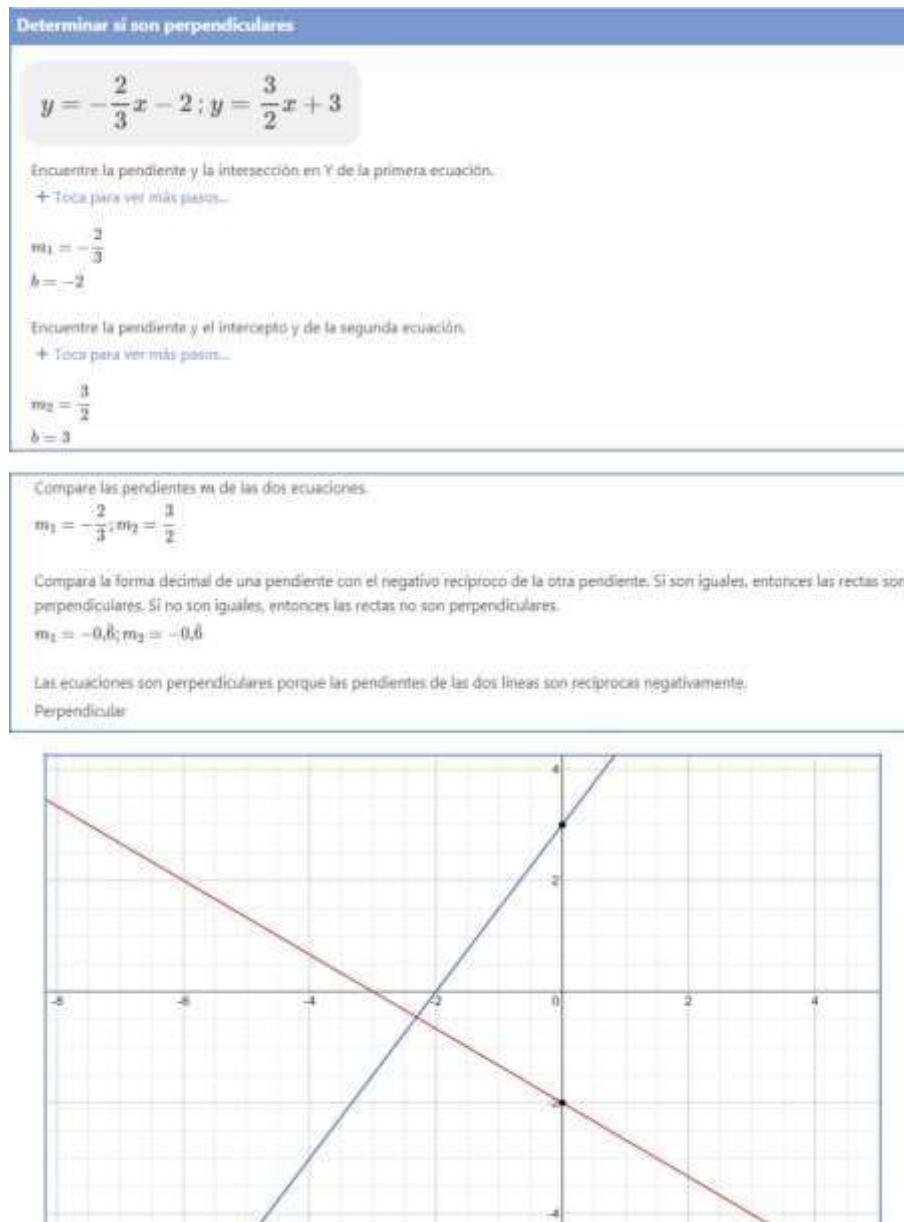 Determinar si son perpendiculares
y = -2/3 x - 2 ; y = 3/2 x + 3
Encuentre la pendiente y la intersección en Y de la primera ecuación.
+ Toca para ver más pasos...
m₁ = -2/3
b = -2
Encuentre la pendiente y el intercepto y de la segunda ecuación.
+ Toca para ver más pasos...
m₂ = 3/2
b = 3
Compare las pendientes m de las dos ecuaciones.
m₁ = -2/3; m₂ = 3/2
Compara la forma decimal de una pendiente con el negativo recíproco de la otra pendiente. Si son iguales, entonces las rectas son
perpendiculares. Si no son iguales, entonces las rectas no son perpendiculares.
m₁ = -0,6̄; m₂ = -0,6̄
Las ecuaciones son perpendiculares porque las pendientes de las dos líneas son recíprocas negativamente.
Perpendicular
4
2
-8 -6 -4 -2 0 2 4
-2
-4